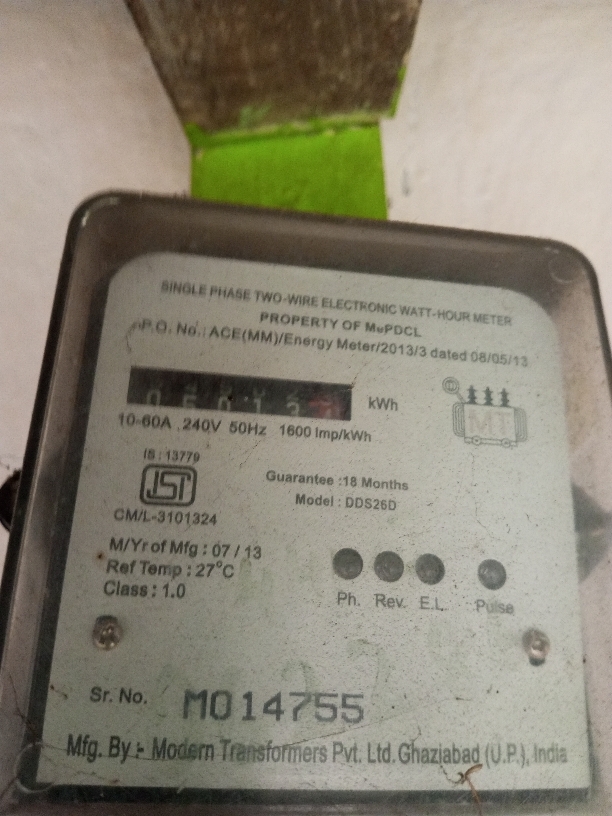 SINGLE PHASE TWO-WIRE ELECTRONIC WATT-HOUR METER
PROPERTY OF MePDCL
P.O. No.: ACE(MM)/Energy Meter/2013/3 dated 08/05/13
kWh
10-60A 240V 50Hz 1600 Imp/kWh
MT
IS : 13779
ISI
CM/L-3101324
Guarantee :18 Months
Model : DDS26D
M/Yr of Mfg : 07 / 13
Ref Temp : 27°C
Class : 1.0
Ph. Rev. E.L. Pulse
Sr. No. M014755
Mfg. By :- Modern Transformers Pvt. Ltd. Ghaziabad (U.P.), India